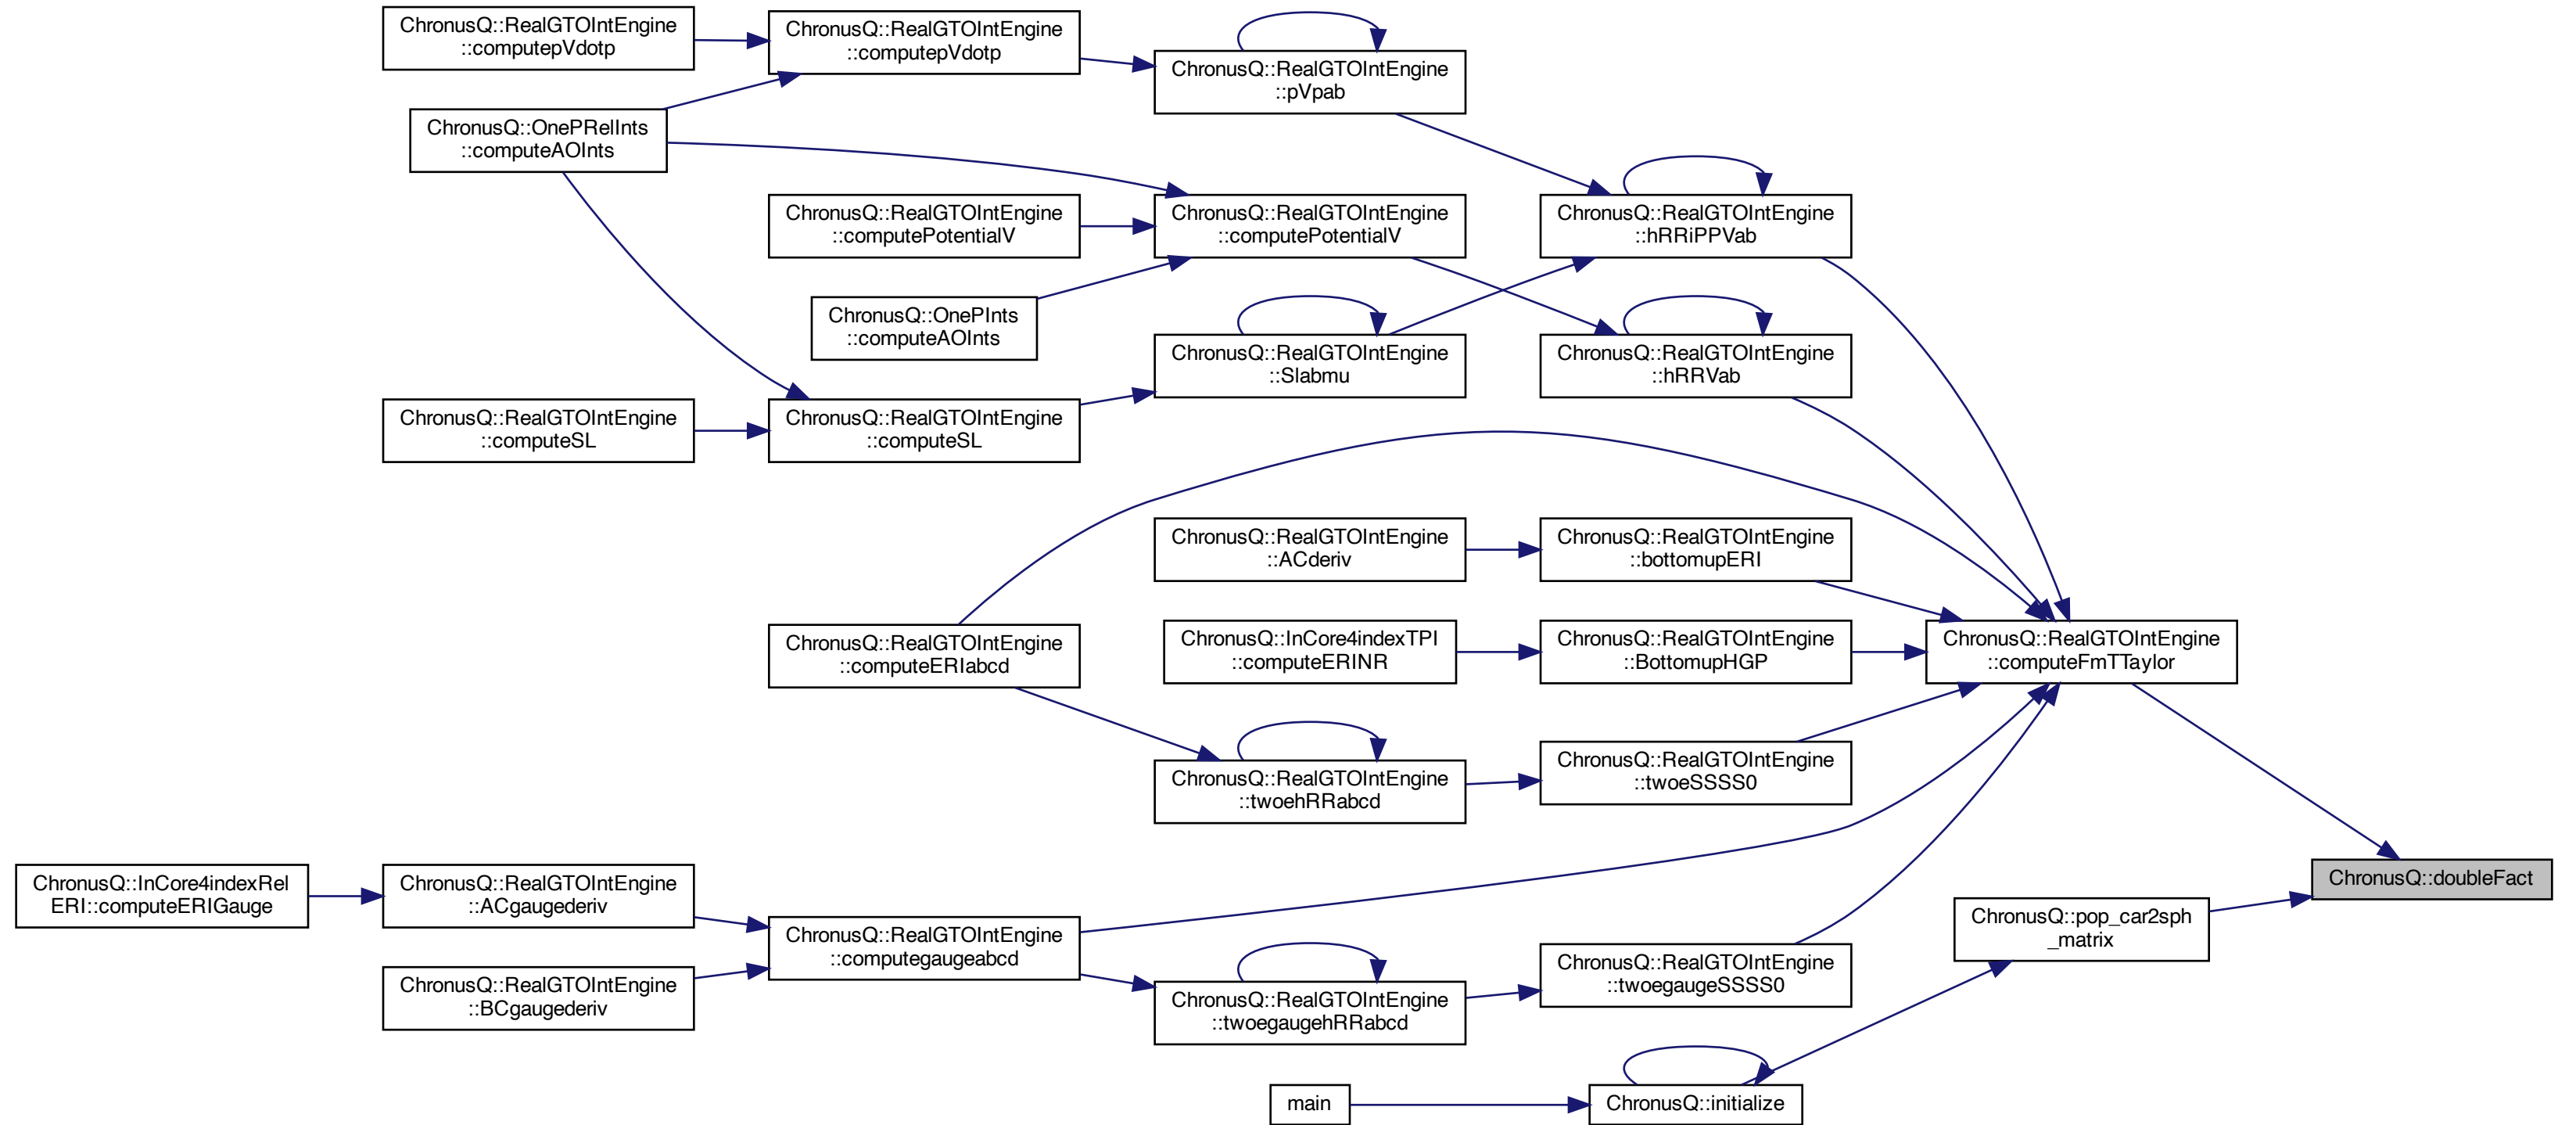 ChronusQ::RealGTOIntEngine
::computepVdotp
ChronusQ::RealGTOIntEngine
::computepVdotp
ChronusQ::RealGTOIntEngine
::pVpab
ChronusQ::OnePRelInts
::computeAOInts
ChronusQ::RealGTOIntEngine
::computePotentialV
ChronusQ::RealGTOIntEngine
::computePotentialV
ChronusQ::RealGTOIntEngine
::hRRiPPVab
ChronusQ::OnePInts
::computeAOInts
ChronusQ::RealGTOIntEngine
::Slabmu
ChronusQ::RealGTOIntEngine
::hRRVab
ChronusQ::RealGTOIntEngine
::computeSL
ChronusQ::RealGTOIntEngine
::computeSL
ChronusQ::RealGTOIntEngine
::ACderiv
ChronusQ::RealGTOIntEngine
::bottomupERI
ChronusQ::RealGTOIntEngine
::computeERIabcd
ChronusQ::InCore4indexTPI
::computeERINR
ChronusQ::RealGTOIntEngine
::BottomupHGP
ChronusQ::RealGTOIntEngine
::computeFmTTaylor
ChronusQ::RealGTOIntEngine
::twoehRRabcd
ChronusQ::RealGTOIntEngine
::twoeSSSS0
ChronusQ::InCore4indexRel
ERI::computeERIGauge
ChronusQ::RealGTOIntEngine
::ACgaugederiv
ChronusQ::RealGTOIntEngine
::computegaugeabcd
ChronusQ::doubleFact
ChronusQ::pop_car2sph
_matrix
ChronusQ::RealGTOIntEngine
::BCgaugederiv
ChronusQ::RealGTOIntEngine
::twoegaugehRRabcd
ChronusQ::RealGTOIntEngine
::twoegaugeSSSS0
main
ChronusQ::initialize